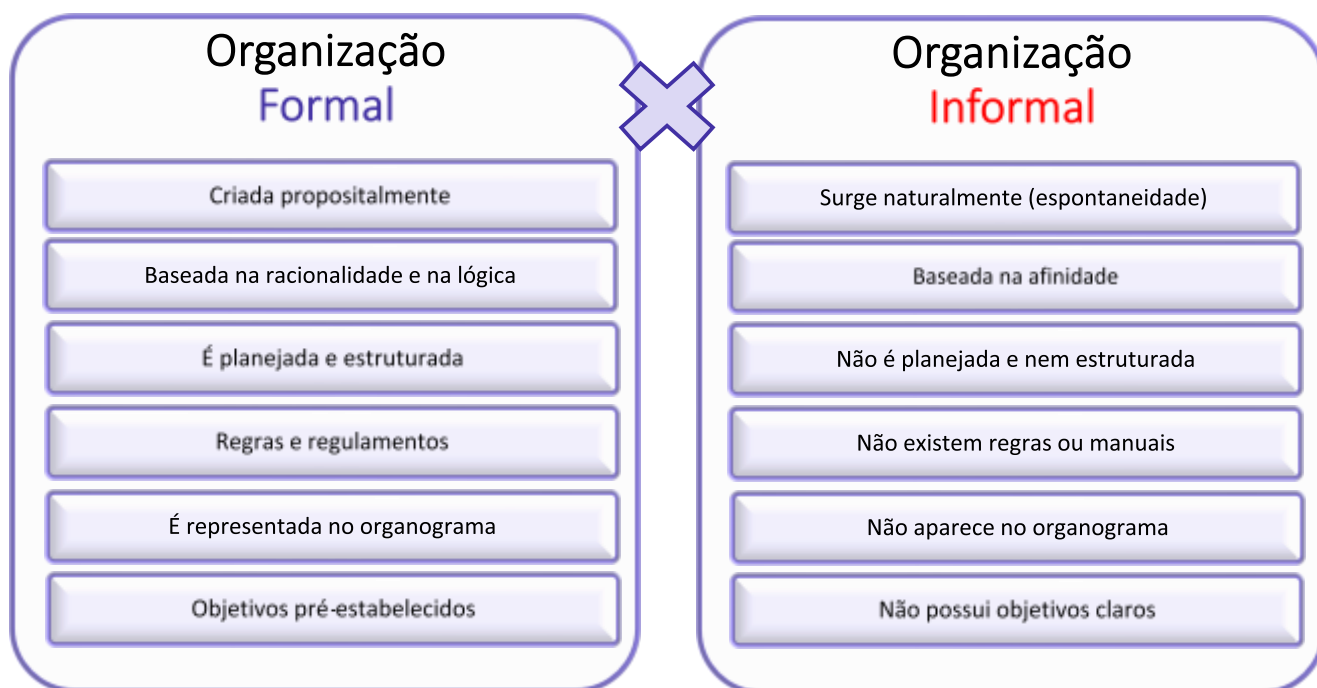 Organização
Formal
Criada propositalmente
Baseada na racionalidade e na lógica
É planejada e estruturada
Regras e regulamentos
É representada no organograma
Objetivos pré-estabelecidos
Organização
Informal
Surge naturalmente (espontaneidade)
Baseada na afinidade
Não é planejada e nem estruturada
Não existem regras ou manuais
Não aparece no organograma
Não possui objetivos claros